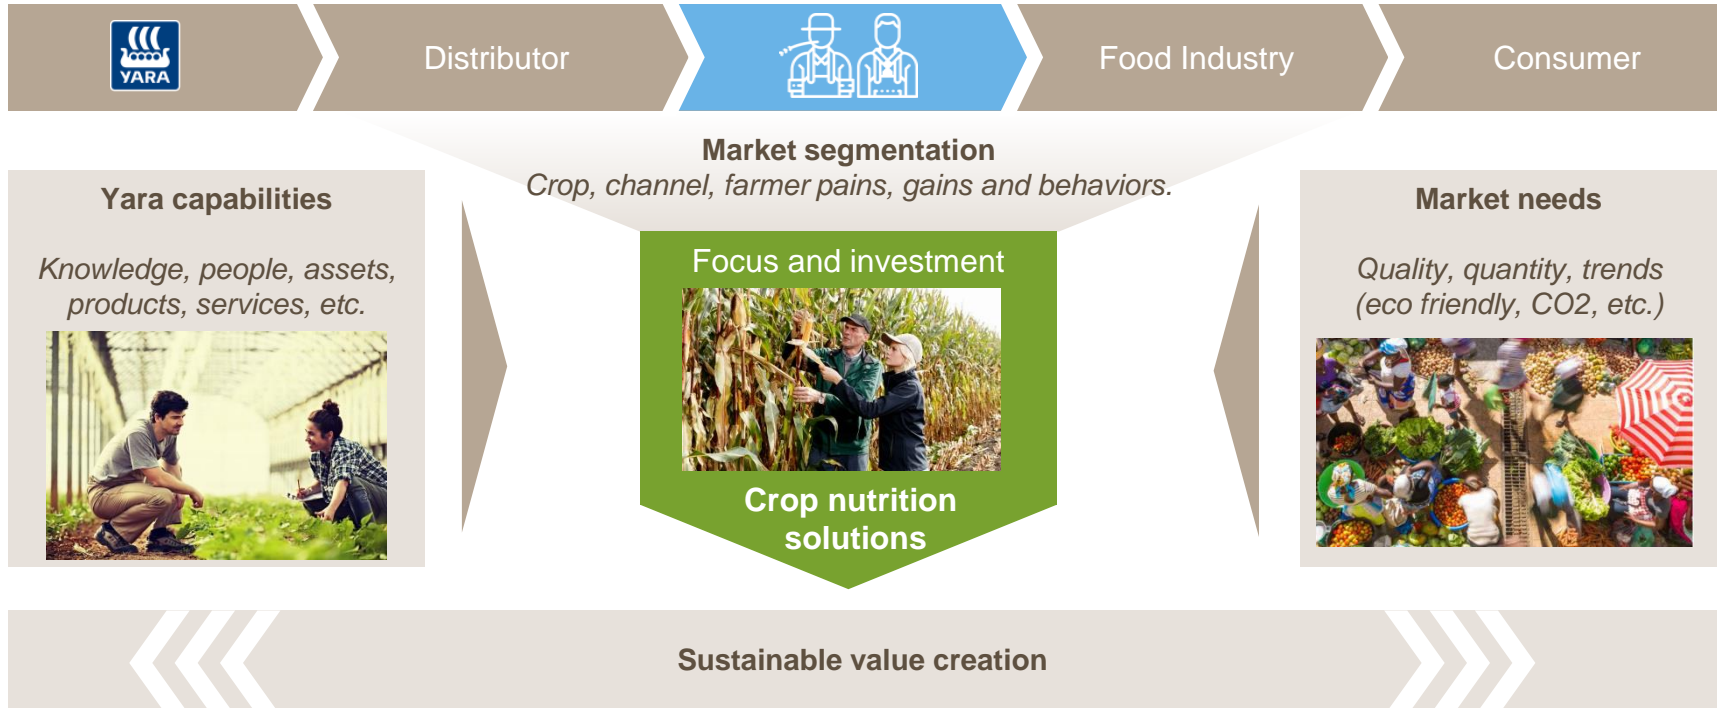 YARA
Distributor
Food Industry
Consumer
Market segmentation
Crop, channel, farmer pains, gains and behaviors.
Yara capabilities
Knowledge, people, assets,
products, services, etc.
Focus and investment
Crop nutrition
solutions
Market needs
Quality, quantity, trends
(eco friendly, CO2, etc.)
Sustainable value creation